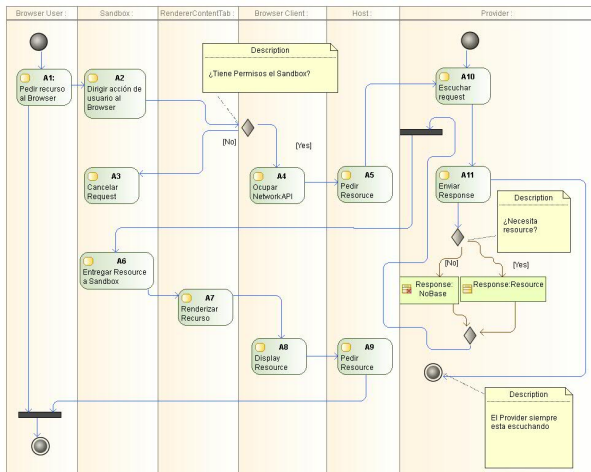 Browser User :
Sandbox :
RendererContentTab :
Browser Client :
Host :
Provider :
A1:
Pedir recurso
al Browser
A2
Dirigir acción de
usuario al
Browser
Description
¿Tiene Permisos el Sandbox?
A10
Escuchar
request
[No]
[Yes]
A3
Cancelar
Request
A4
Ocupar
NetworkAPI
A5
Pedir
Resoruce
A11
Enviar
Response
Description
¿Necesita
resource?
[No]
[Yes]
A6
Entregar Resource
a Sandbox
Response:
NoBase
Response:Resource
A7
Renderizar
Recurso
A8
Display
Resource
A9
Pedir
Resource
Description
El Provider siempre
esta escuchando